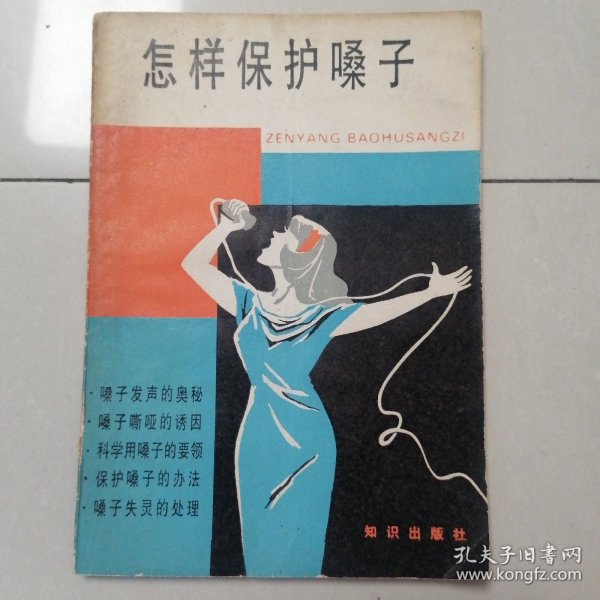 怎样保护嗓子
ZENYANG BAOHUSANGZI
·嗓子发声的奥秘
·嗓子嘶哑的诱因
·科学用嗓子的要领
·保护嗓子的办法
·嗓子失灵的处理
知识出版社
孔夫子旧书网
www.kongfz.com